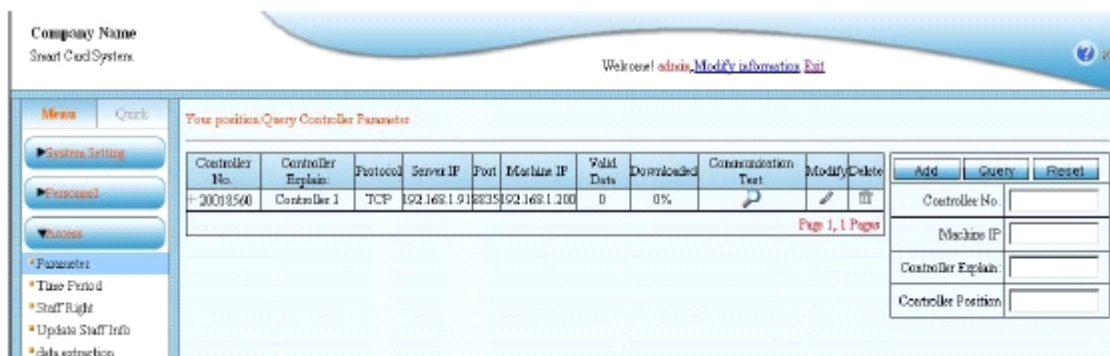 Company Name
Smart Card System
Welcome! admin, Modify information Exit
Menu Quick
Your position:Query Controller Parameter
System Setting
Personnel
Access
Parameter
Time Period
Staff Right
Update Staff Info
data extraction
Controller No. Controller Explain: Protocol Server IP Port Machine IP Valid Data Downloaded Communication Test Modify Delete
20018560 Controller 1 TCP 192.168.1.91 8835 192.168.1.200 0 0%
Page 1, 1 Pages
Add Query Reset
Controller No.
Machine IP
Controller Explain:
Controller Position